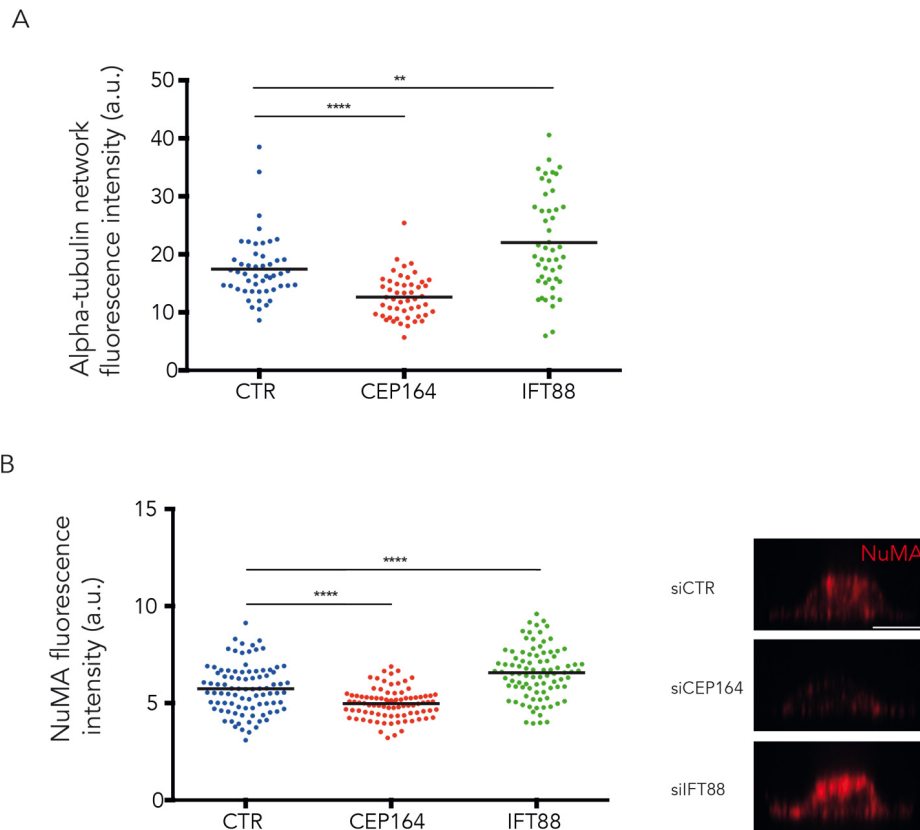 A
Alpha-tubulin network
fluorescence intensity (a.u.)
50
40
30
20
10
0
**
****
CTR
CEP164
IFT88
B
NuMA fluorescence
intensity (a.u.)
15
10
5
0
****
****
CTR
CEP164
IFT88
siCTR
NuMA
siCEP164
siIFT88